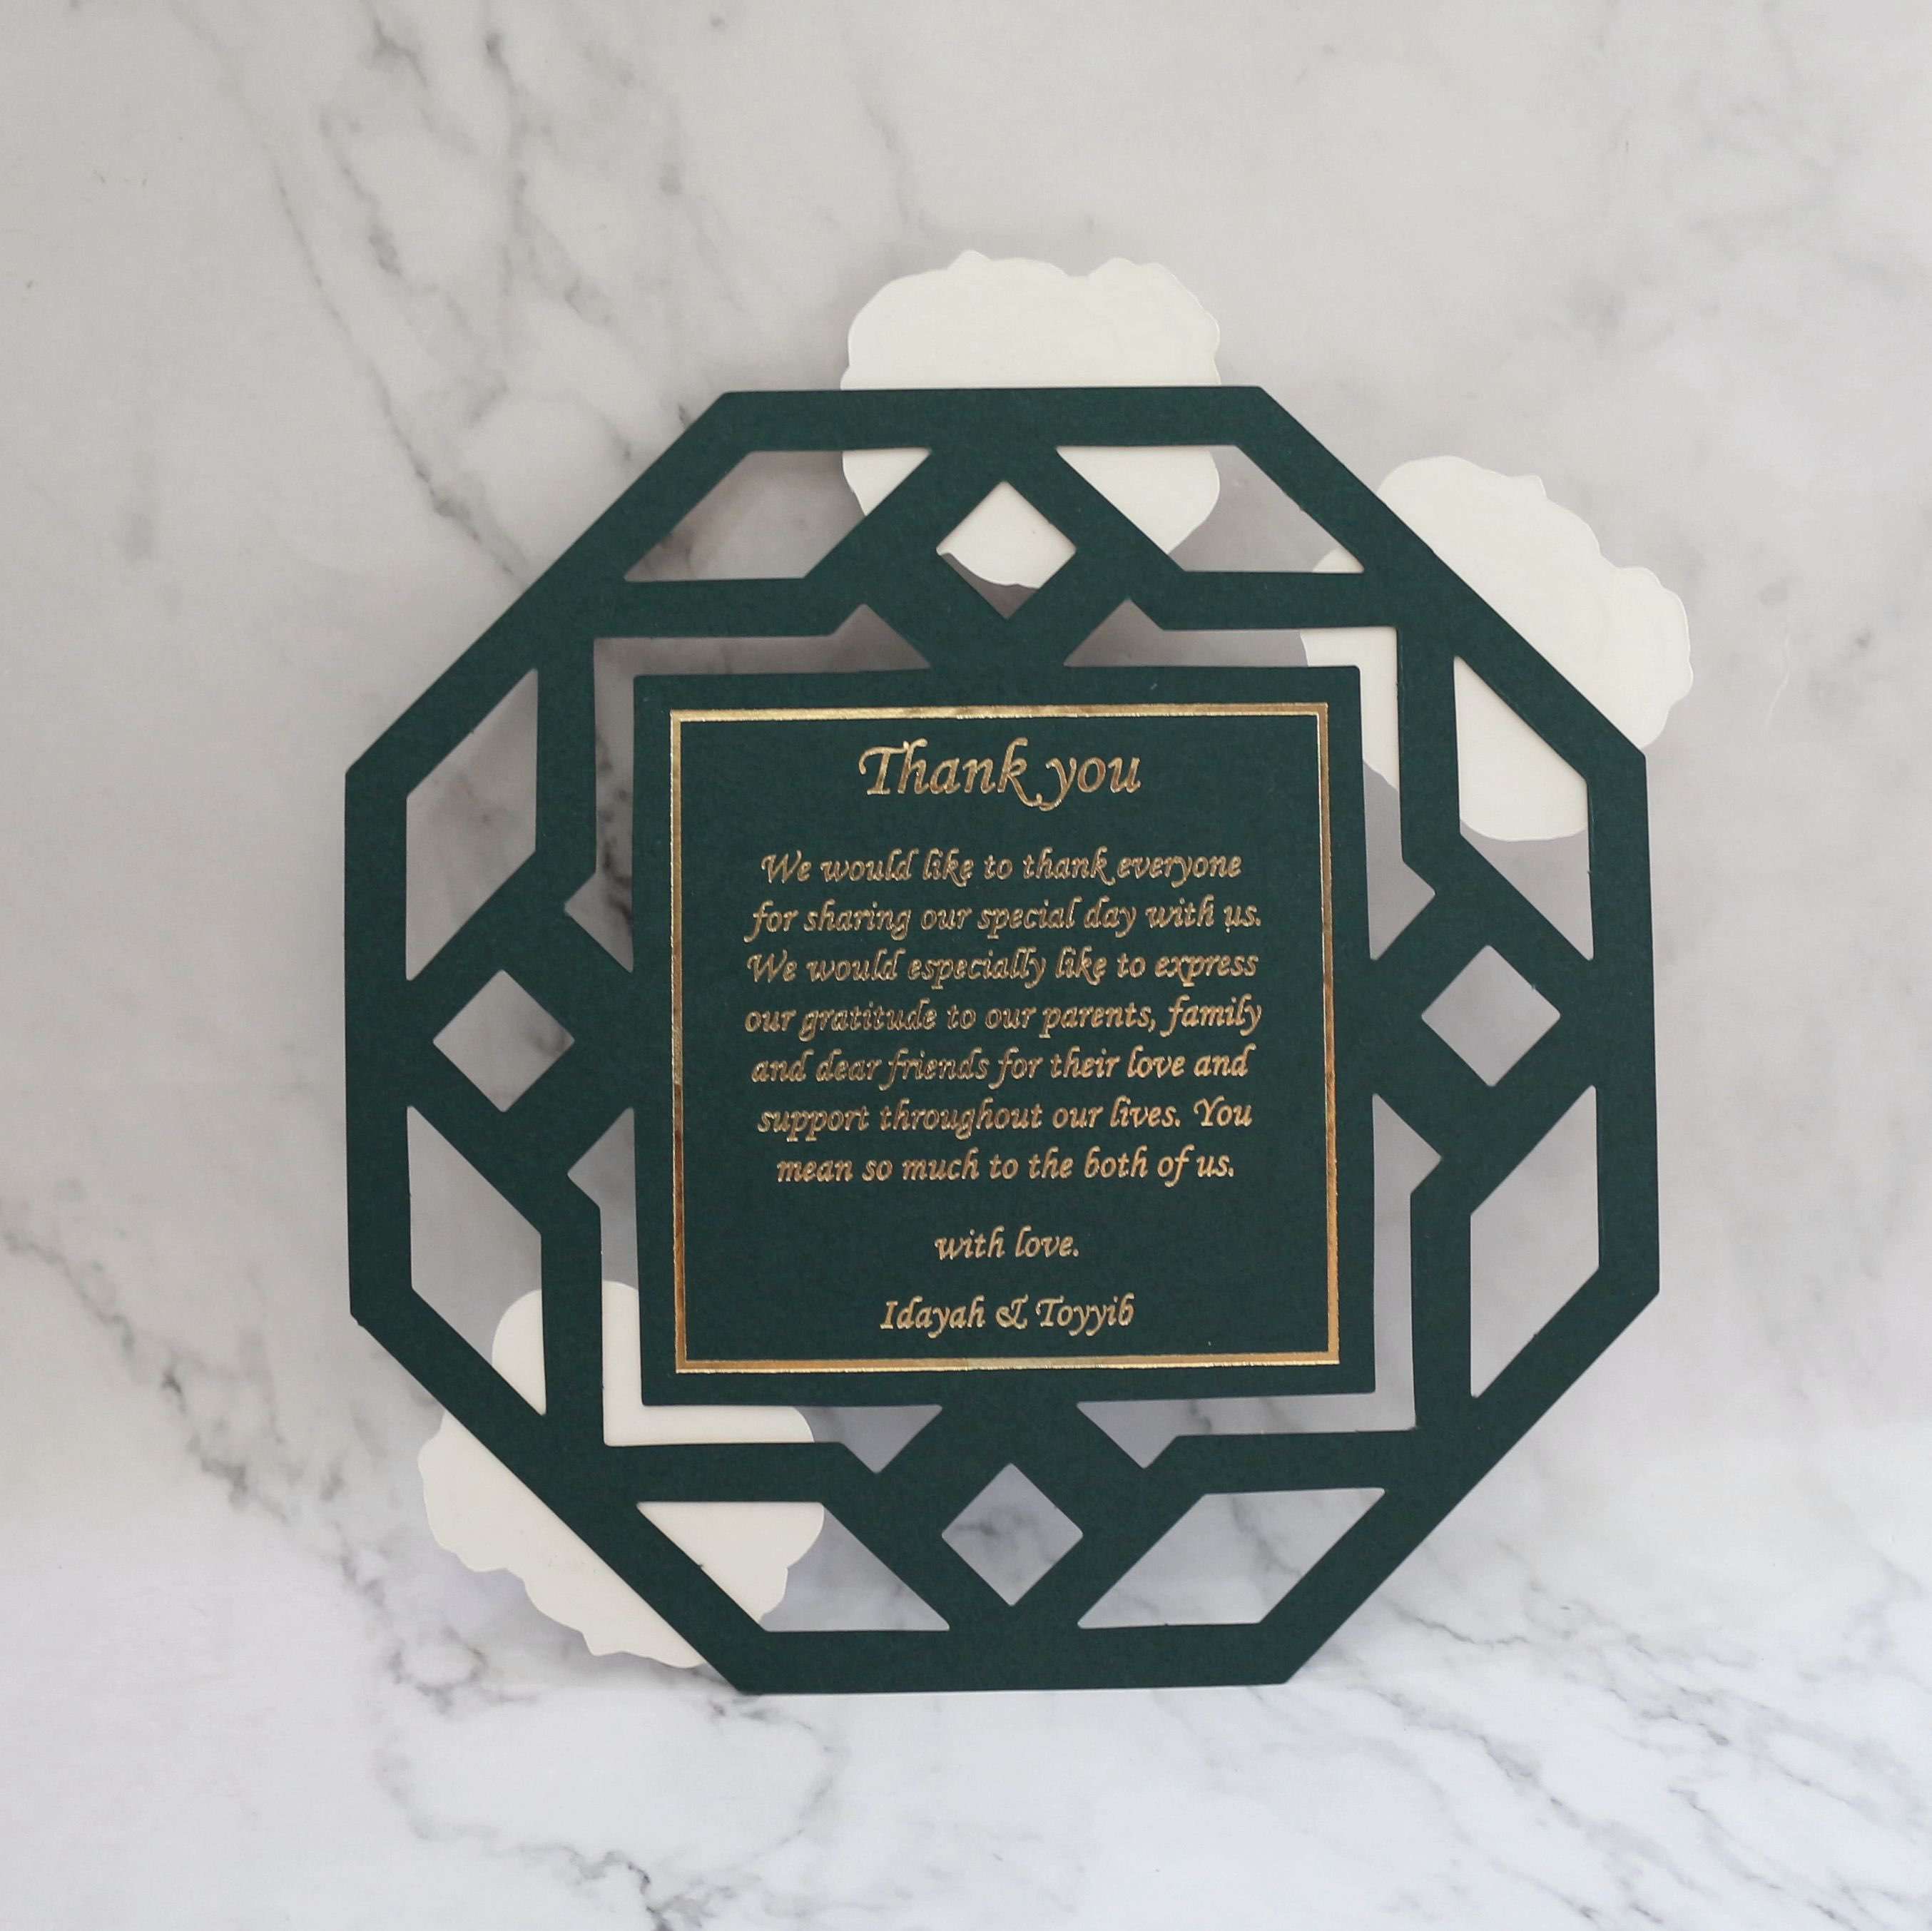 Thank you
We would like to thank everyone
for sharing our special day with us.
We would especially like to express
our gratitude to our parents, family
and dear friends for their love and
support throughout our lives. You
mean so much to the both of us.
with love.
Idayah & Toyyib